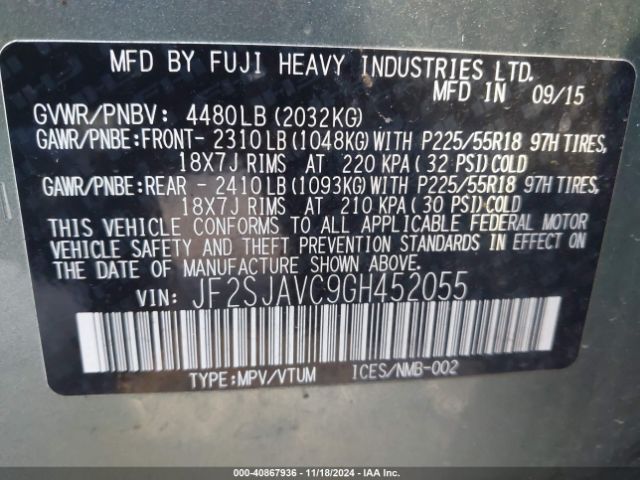 MFD BY FUJI HEAVY INDUSTRIES LTD.
MFD IN 09/15
GVWR/PNBV: 4480LB(2032KG)
GAWR/PNBE:FRONT- 2310LB(1048KG)WITH P225/55R18 97H TIRES,
18X7J RIMS AT 220 KPA(32 PSI)COLD
GAWR/PNBE:REAR - 2410LB(1093KG)WITH P225/55R18 97H TIRES,
18X7J RIMS AT 210 KPA(30 PSI)COLD
THIS VEHICLE CONFORMS TO ALL APPLICABLE FEDERAL MOTOR
VEHICLE SAFETY AND THEFT PREVENTION STANDARDS IN EFFECT ON
THE DATE OF MANUFACTURE SHOWN ABOVE.
VIN: JF2SJAVC9GH452055
TYPE:MPV/VTUM ICES/NMB-002
000-40867936 - 11/18/2024 - IAAI.COM